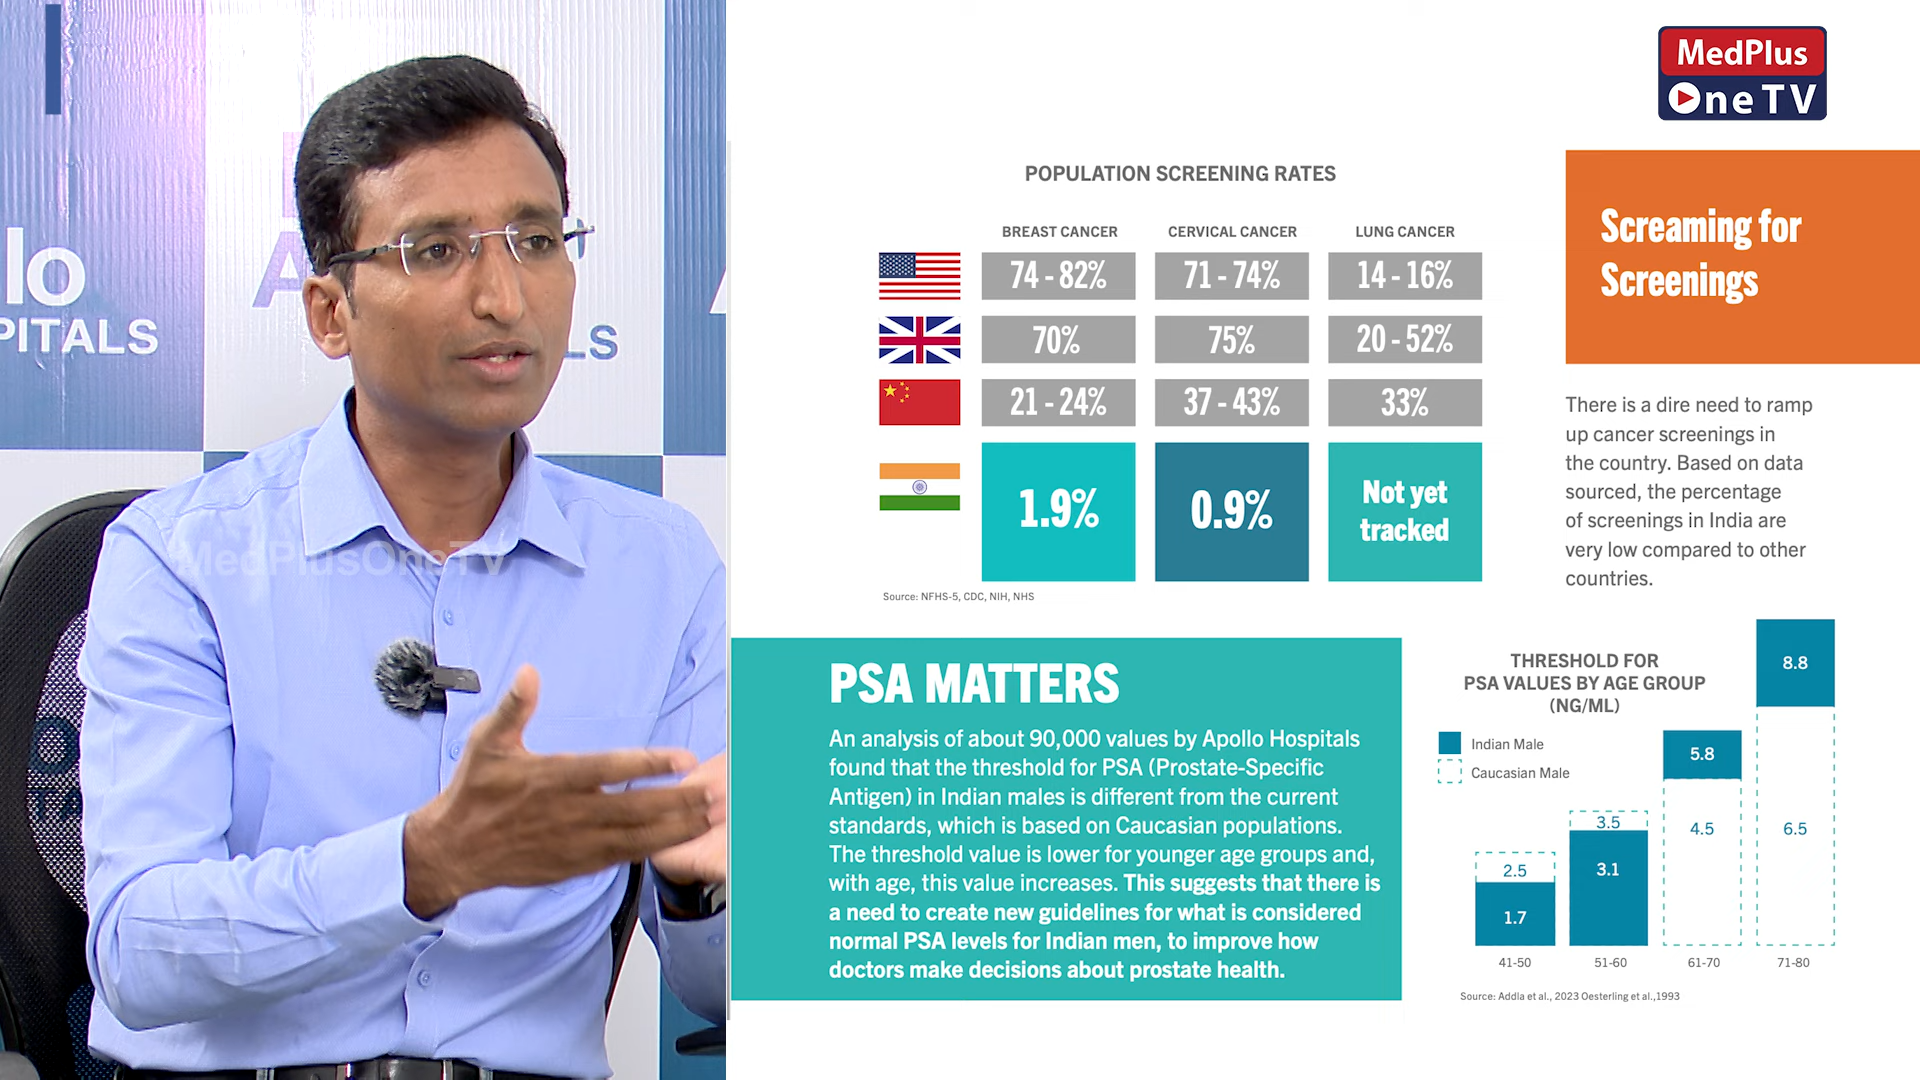 lo
PITALS
A
LS
MedPlusOneTV
MedPlus
One TV
POPULATION SCREENING RATES
BREAST CANCER CERVICAL CANCER LUNG CANCER
74 - 82% 71 - 74% 14 - 16%
70% 75% 20 - 52%
21 - 24% 37 - 43% 33%
1.9% 0.9% Not yet
tracked
Source: NFHS-5, CDC, NIH, NHS
Screaming for
Screenings
There is a dire need to ramp
up cancer screenings in
the country. Based on data
sourced, the percentage
of screenings in India are
very low compared to other
countries.
PSA MATTERS
An analysis of about 90,000 values by Apollo Hospitals
found that the threshold for PSA (Prostate-Specific
Antigen) in Indian males is different from the current
standards, which is based on Caucasian populations.
The threshold value is lower for younger age groups and,
with age, this value increases. This suggests that there is
a need to create new guidelines for what is considered
normal PSA levels for Indian men, to improve how
doctors make decisions about prostate health.
THRESHOLD FOR
PSA VALUES BY AGE GROUP
(NG/ML)
Indian Male
Caucasian Male
8.8
5.8
3.5
4.5
6.5
2.5
3.1
1.7
41-50 51-60 61-70 71-80
Source: Addla et al., 2023 Oesterling et al.,1993